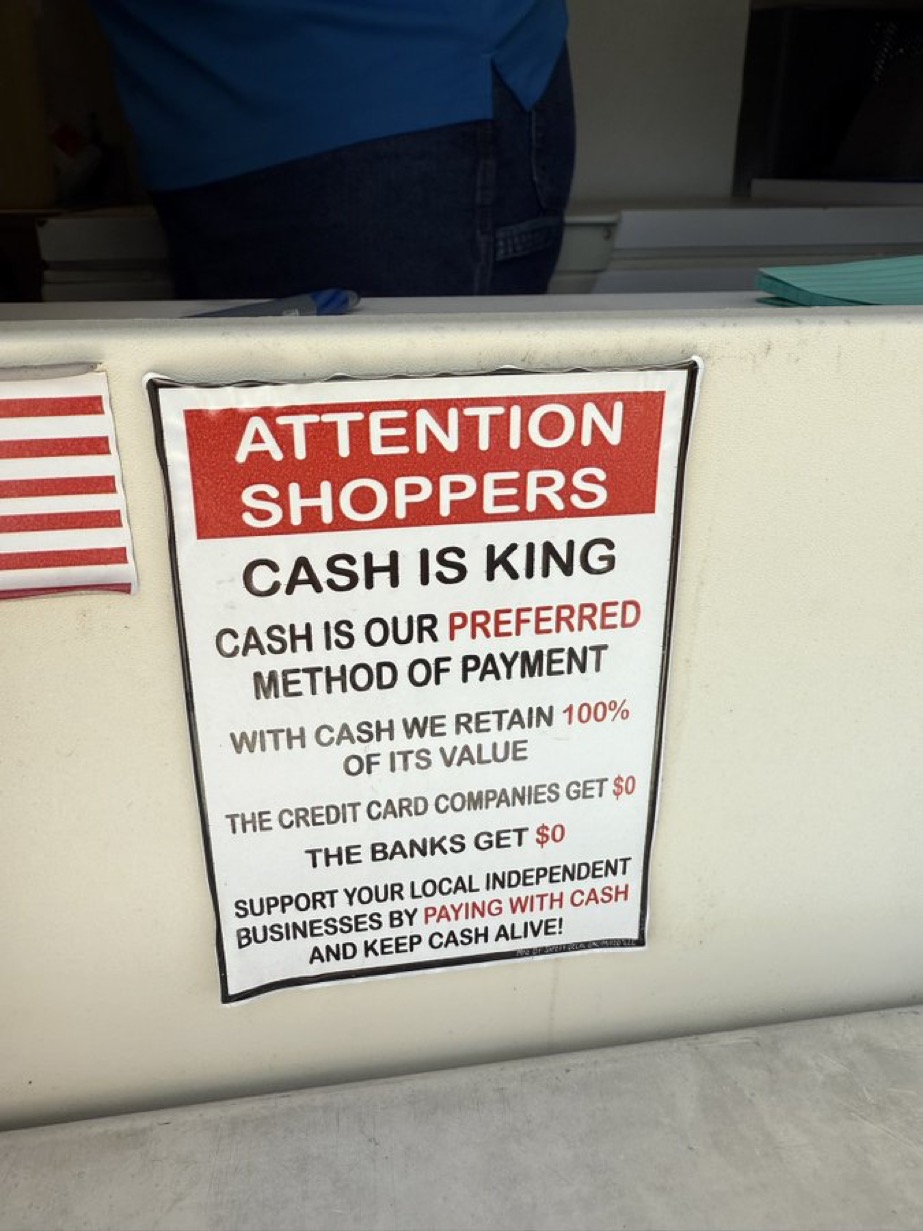 ATTENTION
SHOPPERS
CASH IS KING
CASH IS OUR PREFERRED
METHOD OF PAYMENT
WITH CASH WE RETAIN 100%
OF ITS VALUE
THE CREDIT CARD COMPANIES GET $0
THE BANKS GET $0
SUPPORT YOUR LOCAL INDEPENDENT
BUSINESSES BY PAYING WITH CASH
AND KEEP CASH ALIVE!